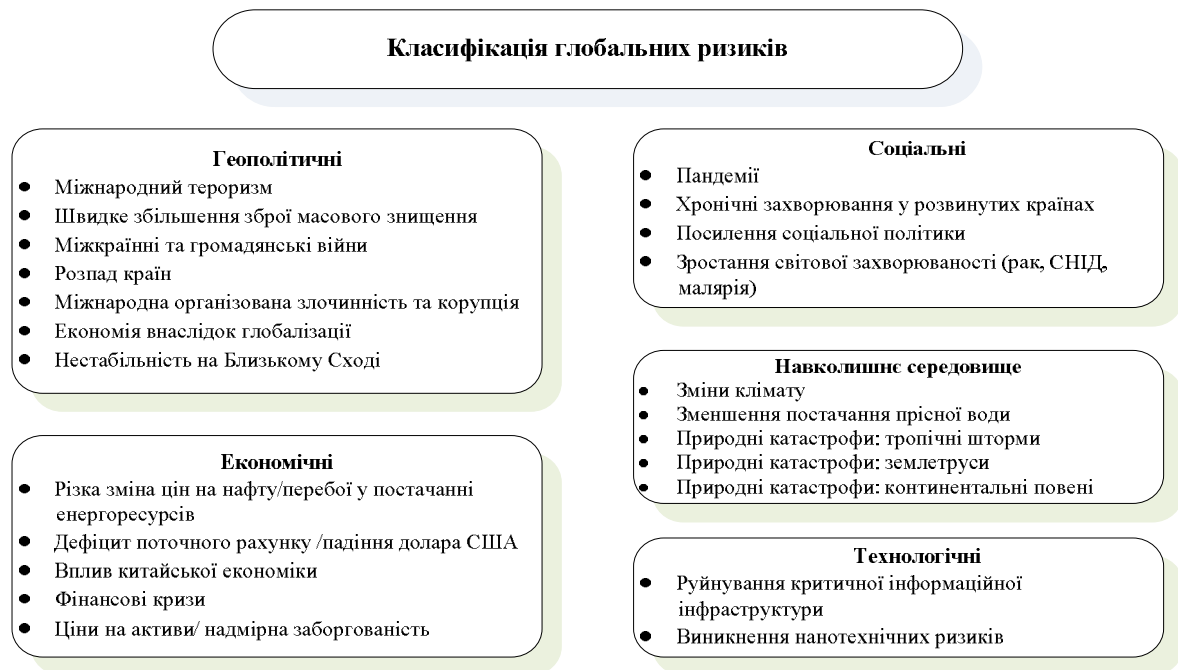 Класифікація глобальних ризиків
Геополітичні
● Міжнародний тероризм
● Швидке збільшення зброї масового знищення
● Міжкраїнні та громадянські війни
● Розпад країн
● Міжнародна організована злочинність та корупція
● Економія внаслідок глобалізації
● Нестабільність на Близькому Сході
Економічні
● Різка зміна цін на нафту/перебої у постачанні
енергоресурсів
● Дефіцит поточного рахунку /падіння долара США
● Вплив китайської економіки
● Фінансові кризи
● Ціни на активи/ надмірна заборгованість
Соціальні
● Пандемії
● Хронічні захворювання у розвинутих країнах
● Посилення соціальної політики
● Зростання світової захворюваності (рак, СНІД,
малярія)
Навколишнє середовище
● Зміни клімату
● Зменшення постачання прісної води
● Природні катастрофи: тропічні шторми
● Природні катастрофи: землетруси
● Природні катастрофи: континентальні повені
Технологічні
● Руйнування критичної інформаційної
інфраструктури
● Виникнення нанотехнічних ризиків